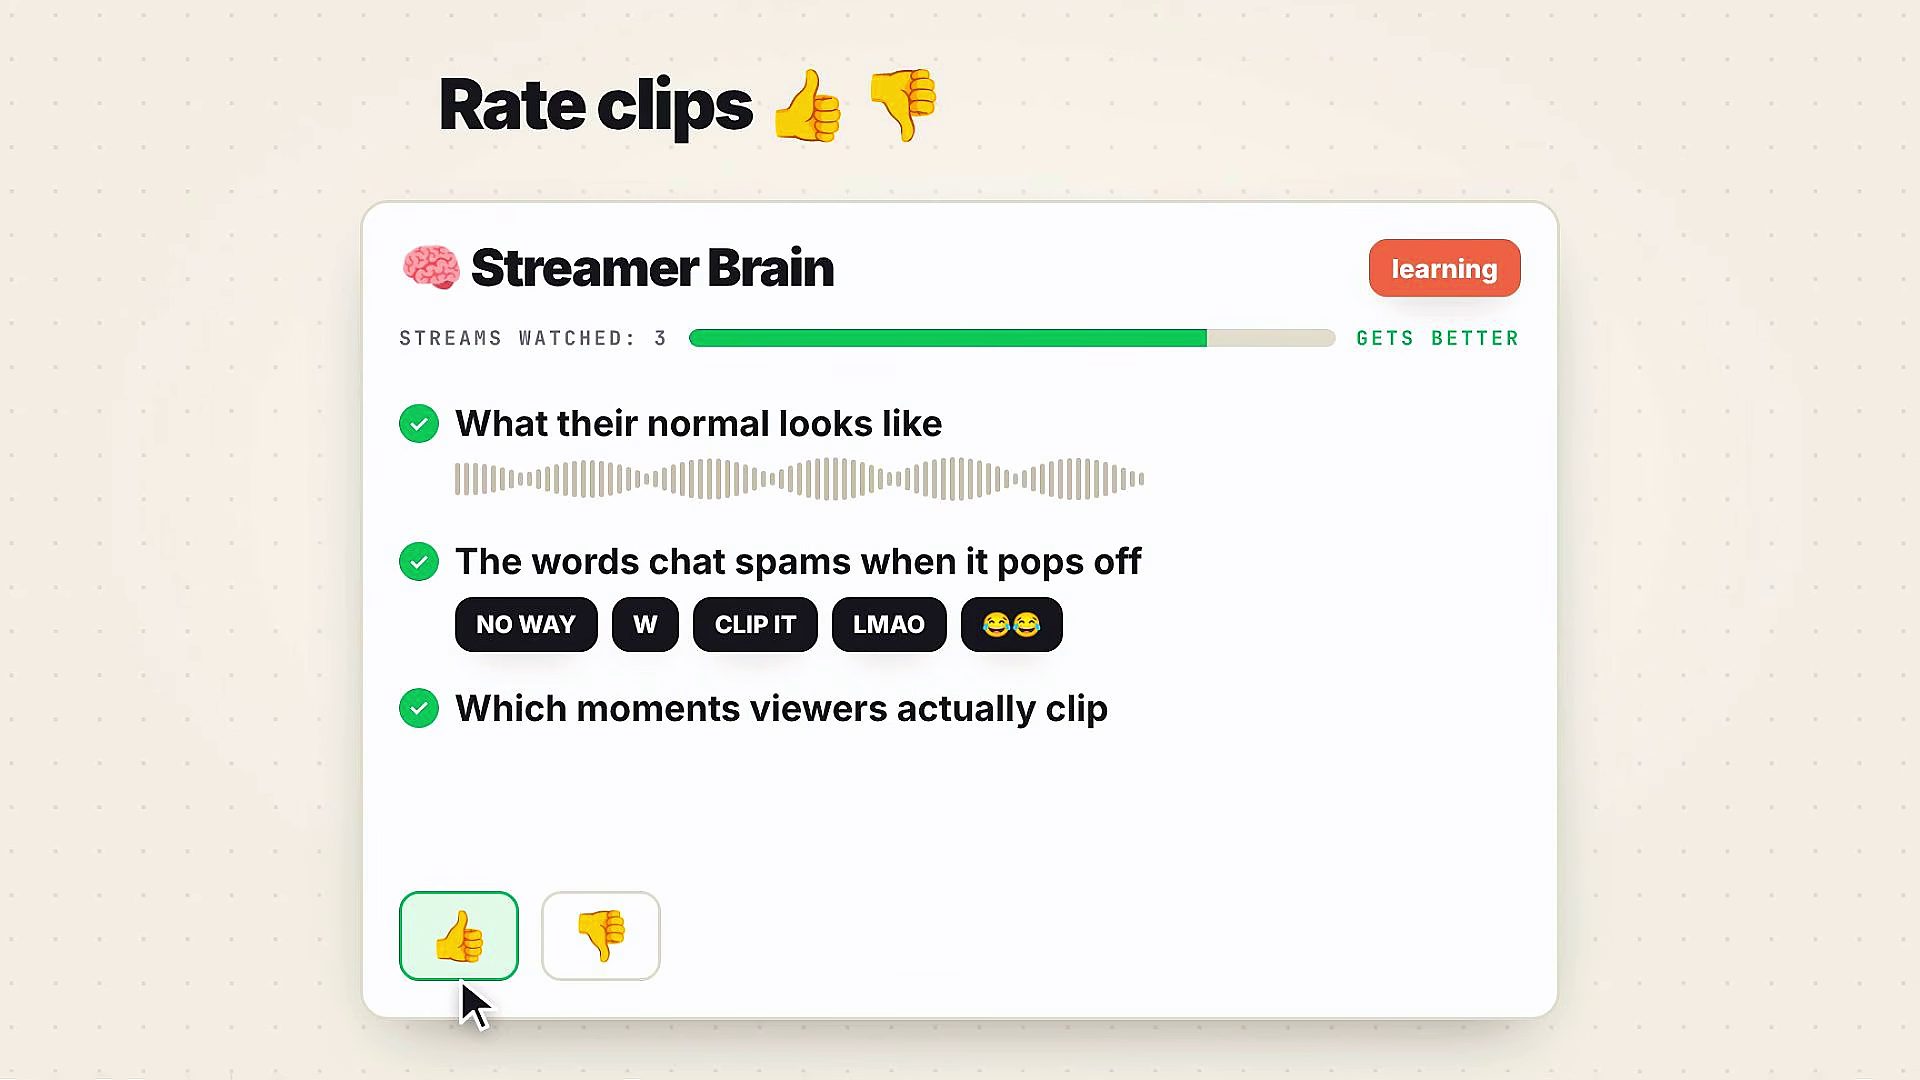 Rate clips 👍 👎
🧠 Streamer Brain
learning
STREAMS WATCHED: 3
GETS BETTER
What their normal looks like
The words chat spams when it pops off
NO WAY W CLIP IT LMAO 😂😂
Which moments viewers actually clip
👍 👎